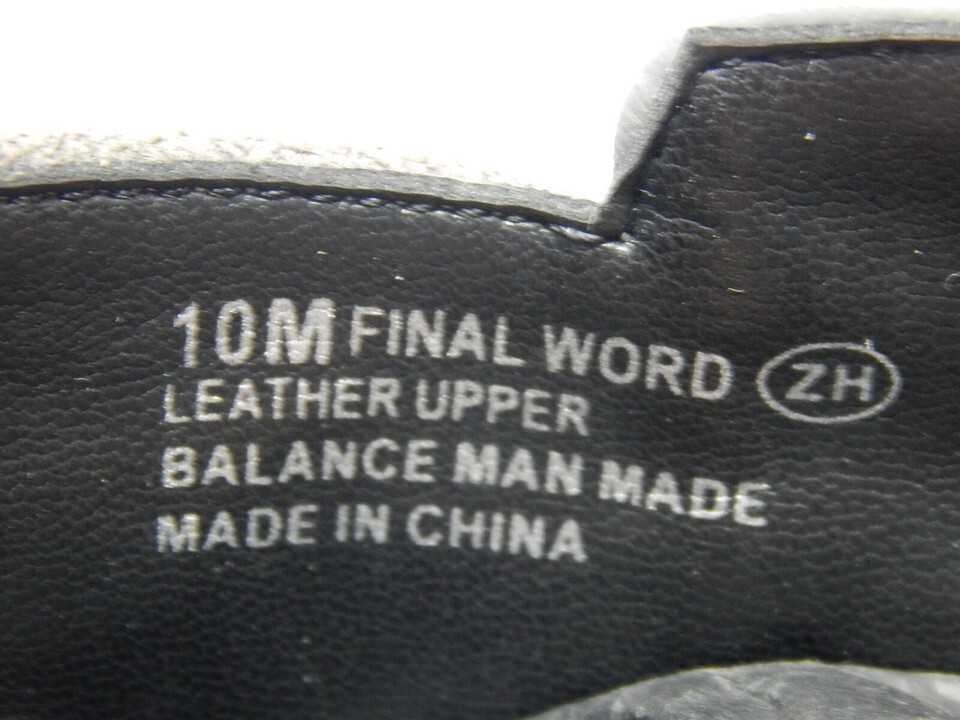 10M FINAL WORD ZH
LEATHER UPPER
BALANCE MAN MADE
MADE IN CHINA